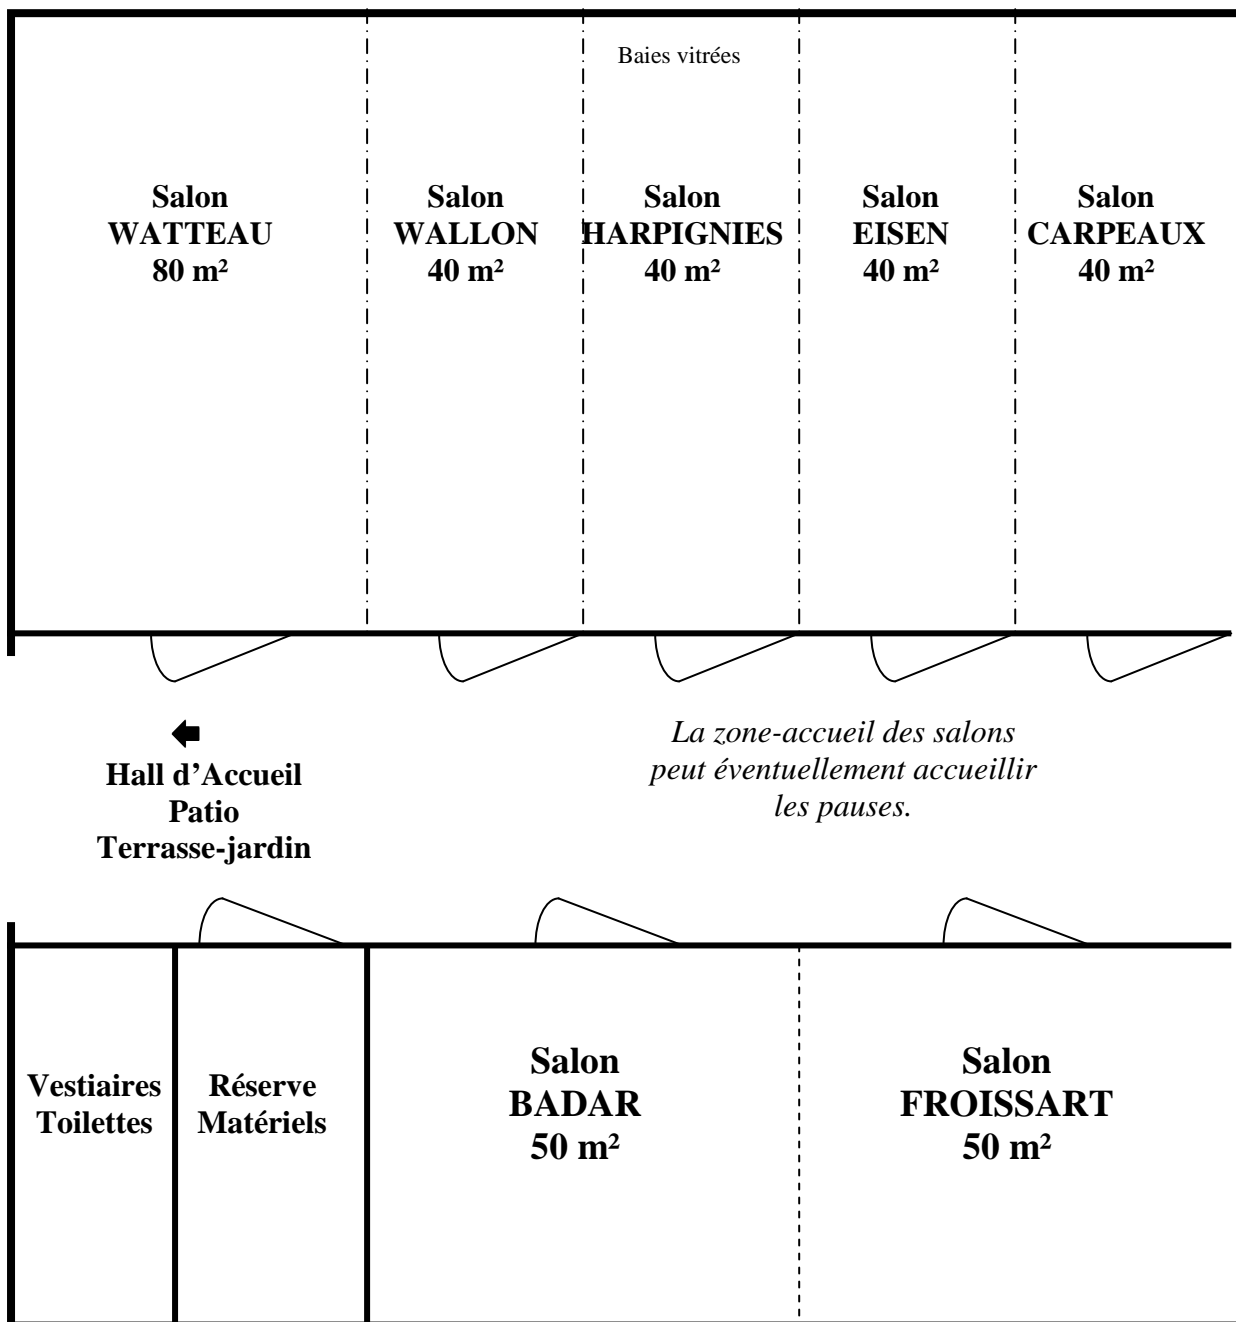 Baies vitrées
Salon
WATTEAU
80 m²
Salon
WALLON
40 m²
Salon
HARPIGNIES
40 m²
Salon
EISEN
40 m²
Salon
CARPEAUX
40 m²
Hall d’Accueil
Patio
Terrasse-jardin
La zone-accueil des salons
peut éventuellement accueillir
les pauses.
Vestiaires
Toilettes
Réserve
Matériels
Salon
BADAR
50 m²
Salon
FROISSART
50 m²